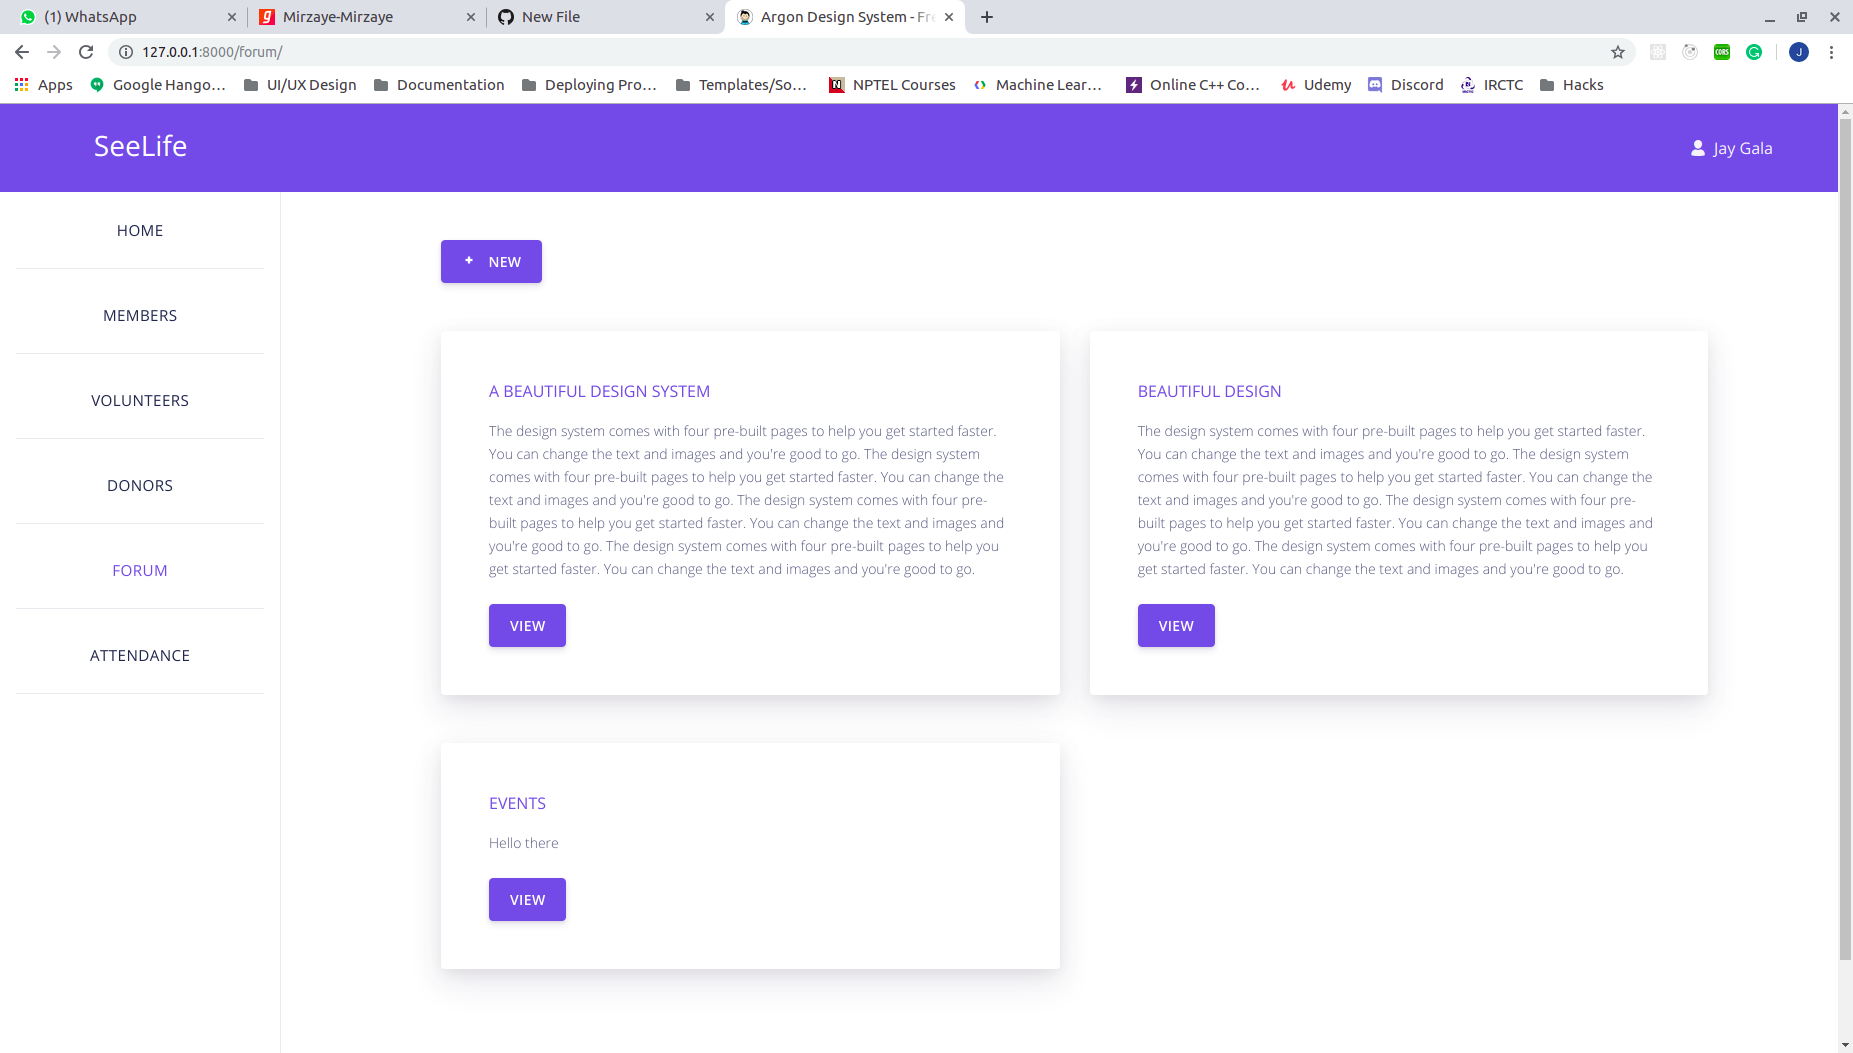 (1) WhatsApp
Mirzaye-Mirzaye
New File
Argon Design System - Fre
127.0.0.1:8000/forum/
J
Apps
Google Hango...
UI/UX Design
Documentation
Deploying Pro...
Templates/So...
NPTEL Courses
Machine Lear...
Online C++ Co...
Udemy
Discord
IRCTC
Hacks
SeeLife
Jay Gala
HOME
MEMBERS
VOLUNTEERS
DONORS
FORUM
ATTENDANCE
+ NEW
A BEAUTIFUL DESIGN SYSTEM
The design system comes with four pre-built pages to help you get started faster.
You can change the text and images and you're good to go. The design system
comes with four pre-built pages to help you get started faster. You can change the
text and images and you're good to go. The design system comes with four pre-
built pages to help you get started faster. You can change the text and images and
you're good to go. The design system comes with four pre-built pages to help you
get started faster. You can change the text and images and you're good to go.
VIEW
BEAUTIFUL DESIGN
The design system comes with four pre-built pages to help you get started faster.
You can change the text and images and you're good to go. The design system
comes with four pre-built pages to help you get started faster. You can change the
text and images and you're good to go. The design system comes with four pre-
built pages to help you get started faster. You can change the text and images and
you're good to go. The design system comes with four pre-built pages to help you
get started faster. You can change the text and images and you're good to go.
VIEW
EVENTS
Hello there
VIEW